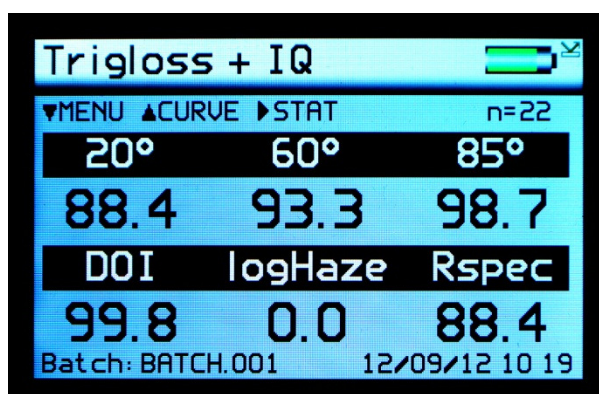 Trigloss + IQ
▼MENU ▲CURVE ▶STAT n=22
20° 60° 85°
88.4 93.3 98.7
DOI logHaze Rspec
99.8 0.0 88.4
Batch: BATCH.001 12/09/12 10 19